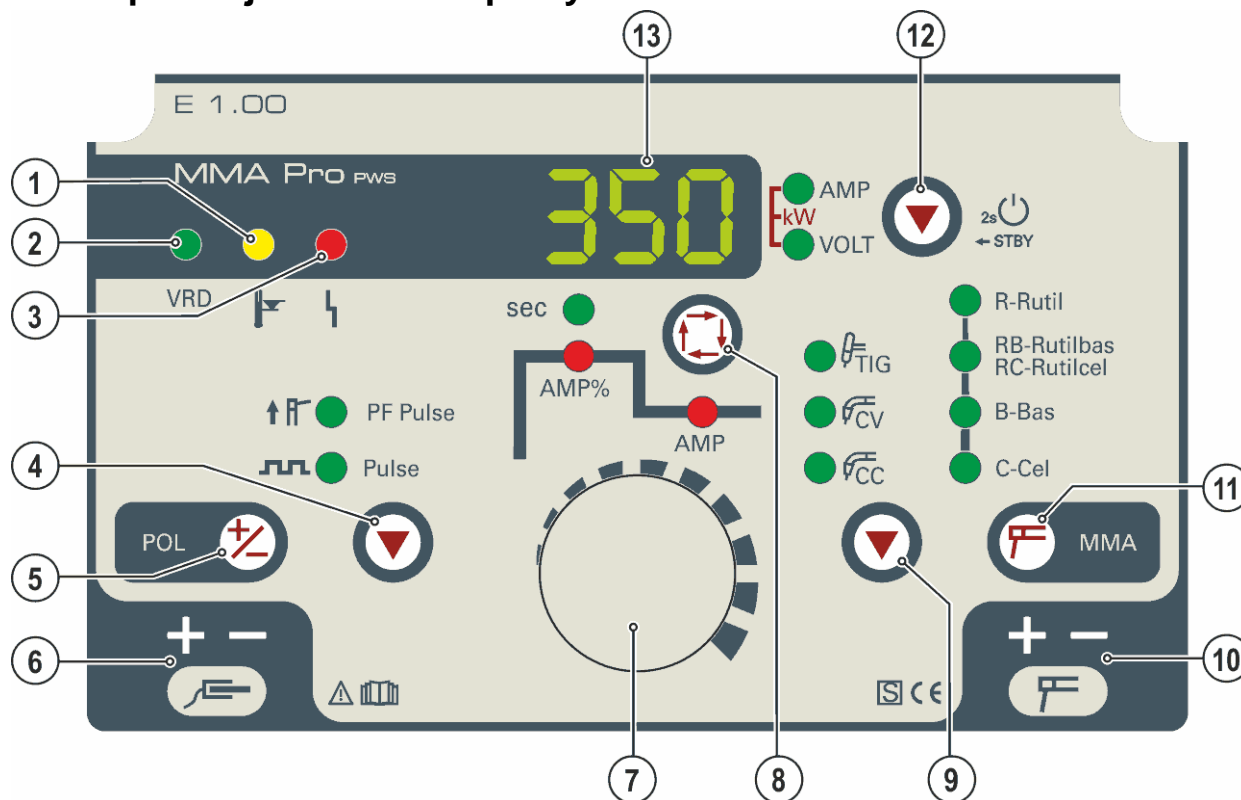 13
12
E 1.00
MMA Pro PWS
350
AMP
kW
VOLT
2s
← STBY
1
2
3
VRD
sec
AMP%
AMP
PF Pulse
Pulse
TIG
CV
CC
R-Rutil
RB-Rutilbas
RC-Rutilcel
B-Bas
C-Cel
4
11
POL
+/-
MMA
5
+ −
+ −
6
10
S CE
7
8
9